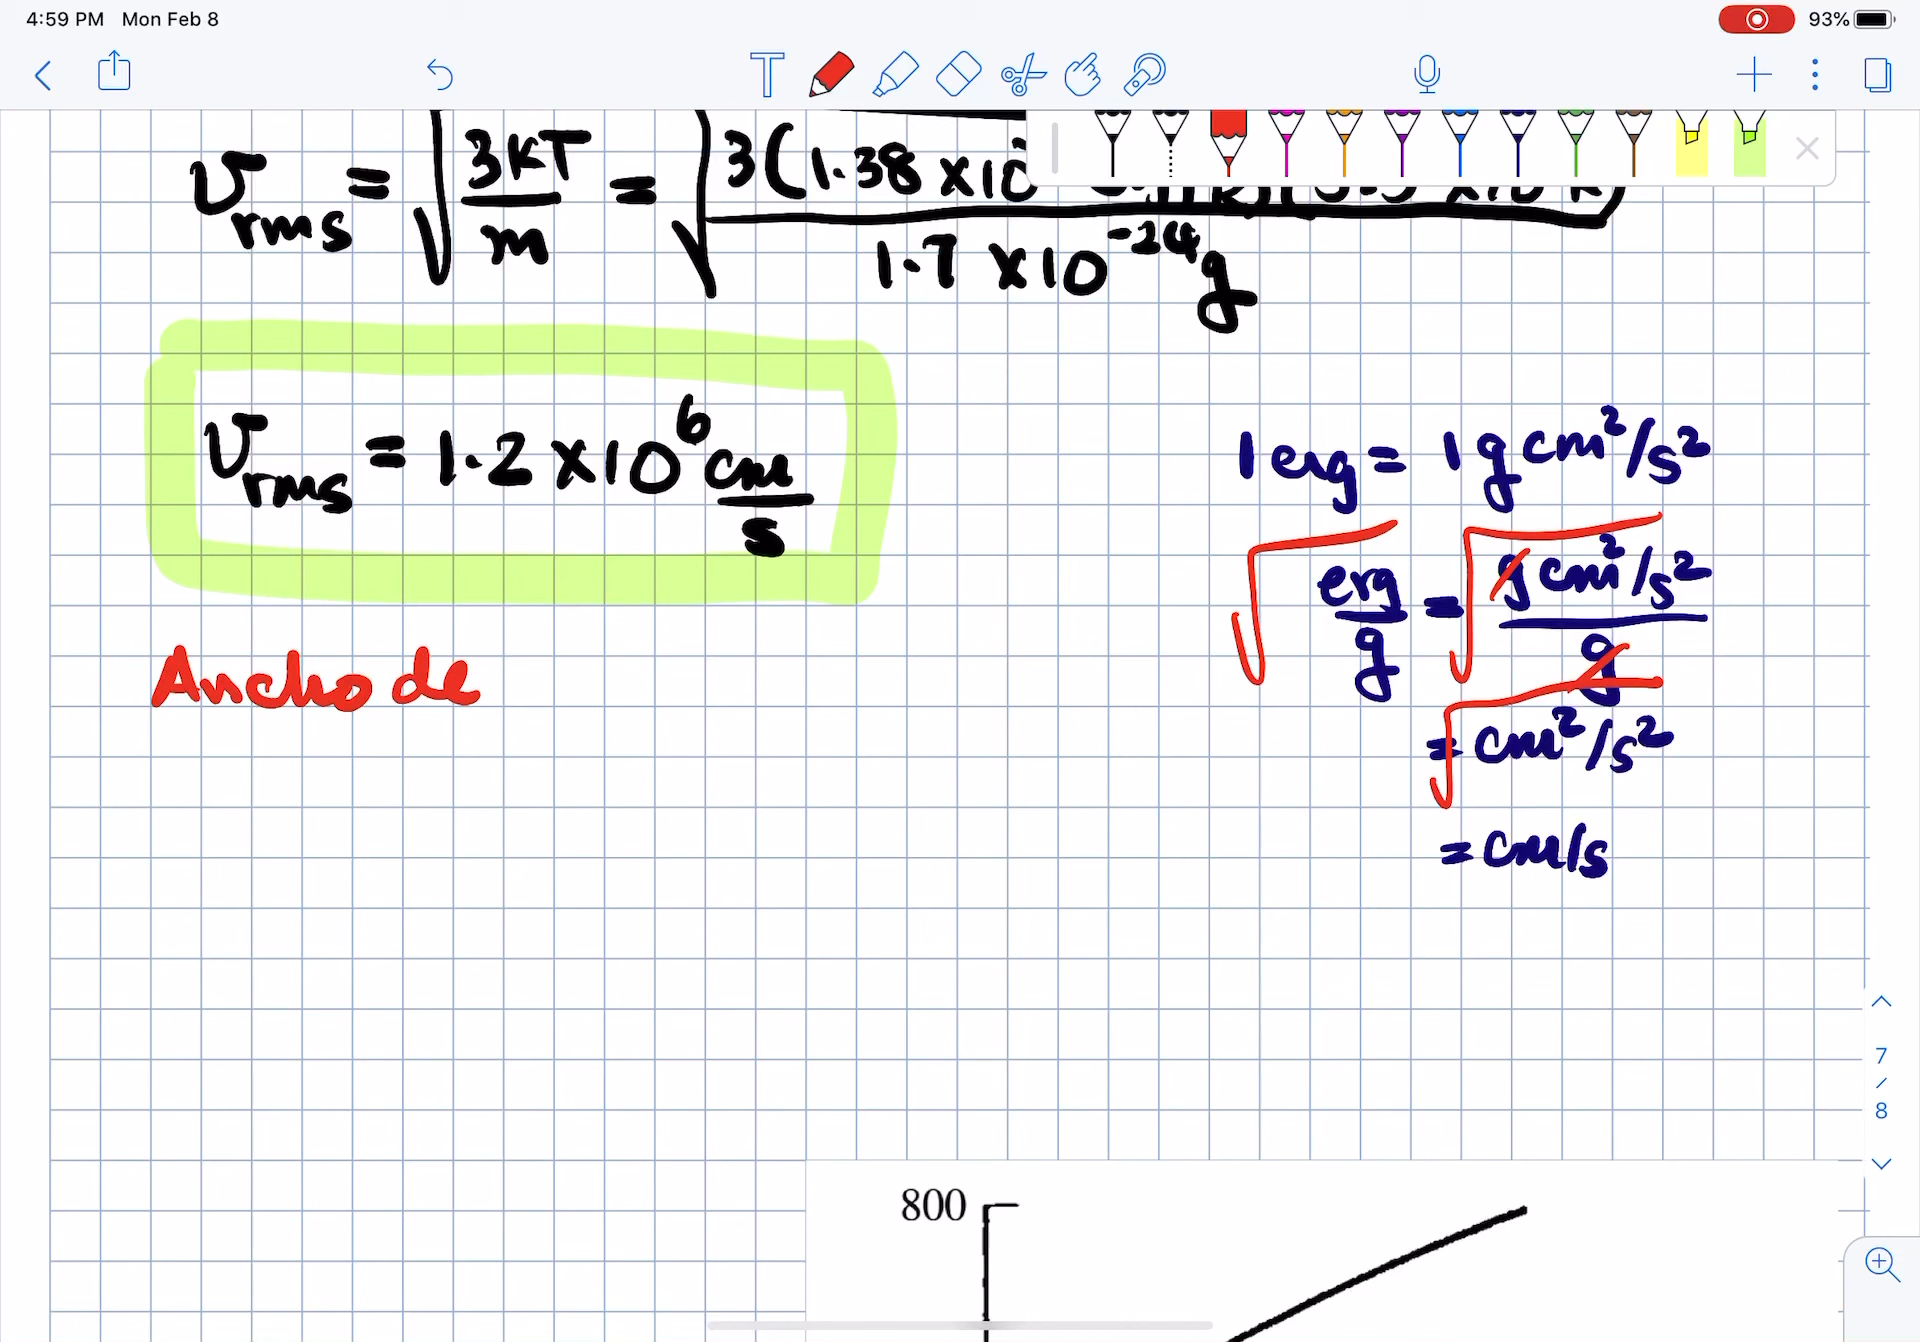 4:59 PM Mon Feb 8
93%
v_rms = √(3KT/m) = √(3(1.38 x10
1.7 x10^-24 g
v_rms = 1.2 x10^6 cm/s
1 erg = 1 g cm²/s²
√(erg/g) = √(g cm²/s² / g)
= √(cm²/s²)
= cm/s
Ancho de
7
/
8
800